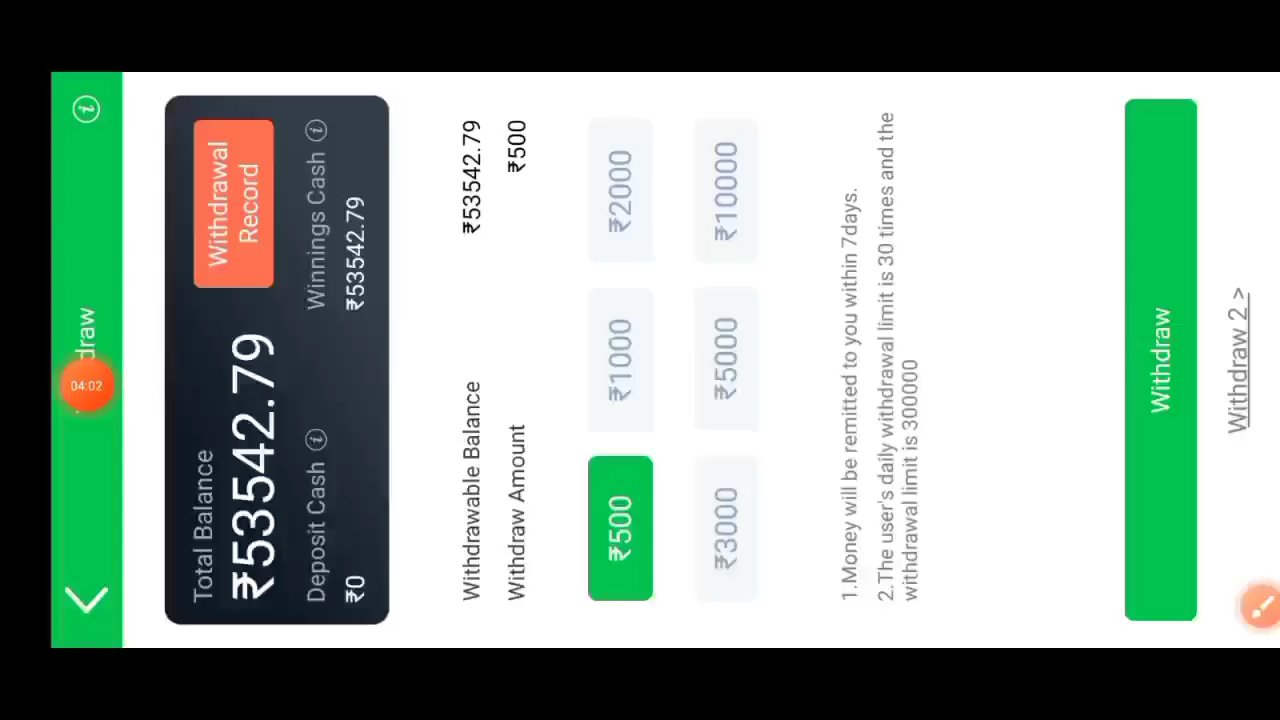 draw
04:02
Total Balance
₹53542.79
Withdrawal
Record
Deposit Cash
Winnings Cash
₹0
₹53542.79
Withdrawable Balance ₹53542.79
Withdraw Amount ₹500
₹500 ₹1000 ₹2000
₹3000 ₹5000 ₹10000
1.Money will be remitted to you within 7days.
2.The user's daily withdrawal limit is 30 times and the
withdrawal limit is 300000
Withdraw
Withdraw 2 >